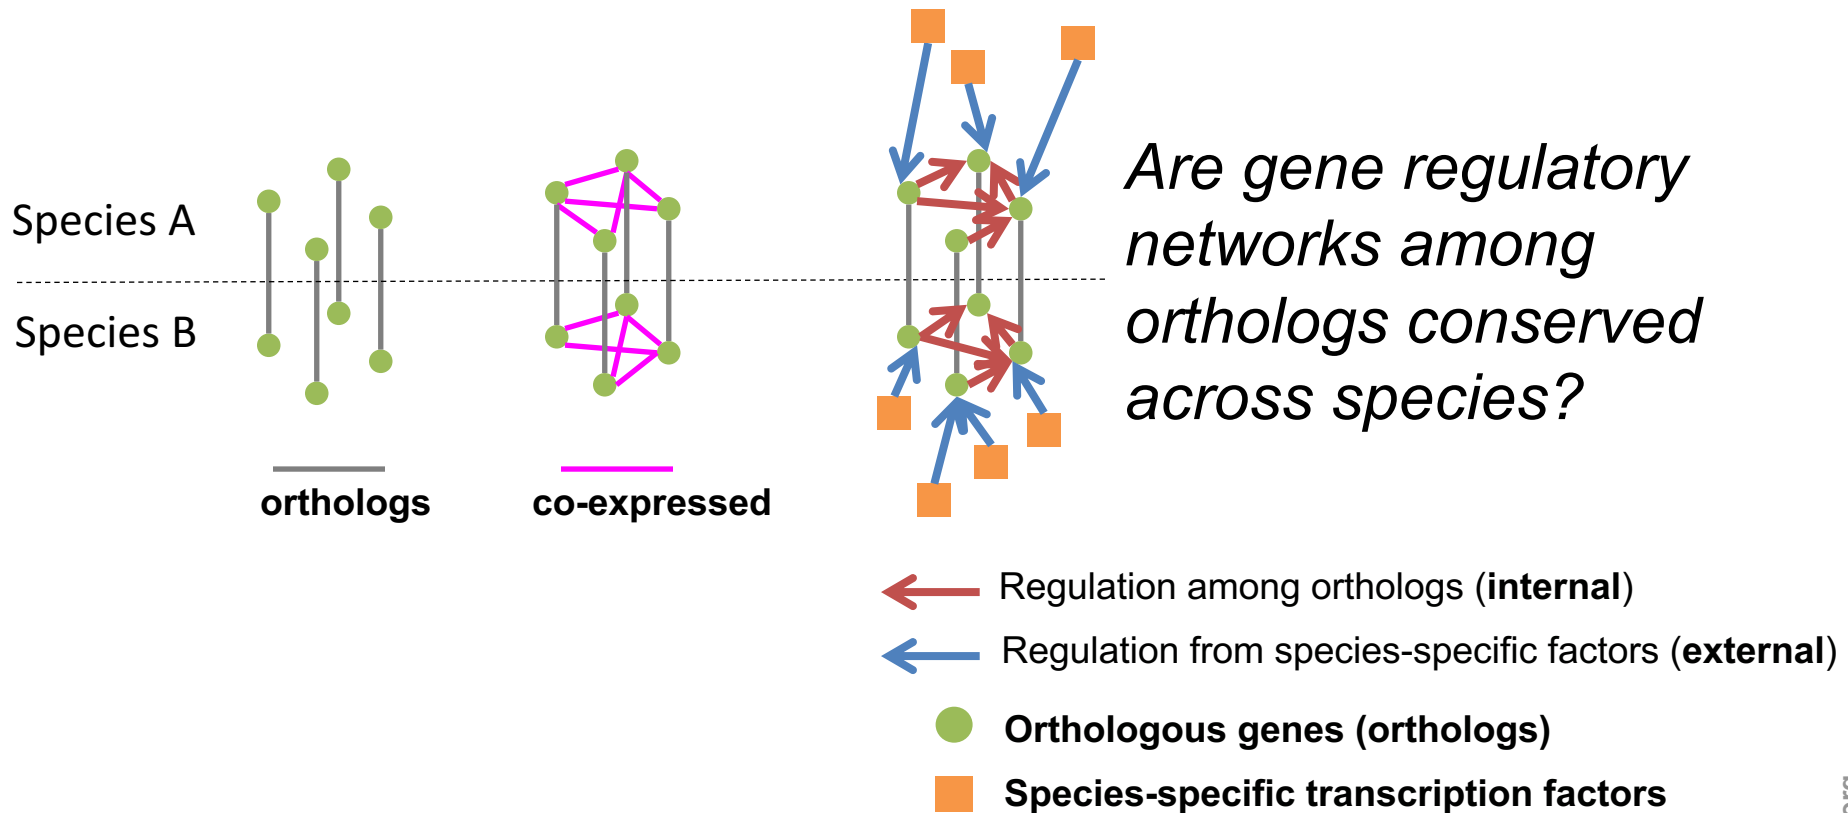 Species A
Species B
orthologs
co-expressed
Are gene regulatory
networks among
orthologs conserved
across species?
Regulation among orthologs (internal)
Regulation from species-specific factors (external)
Orthologous genes (orthologs)
Species-specific transcription factors